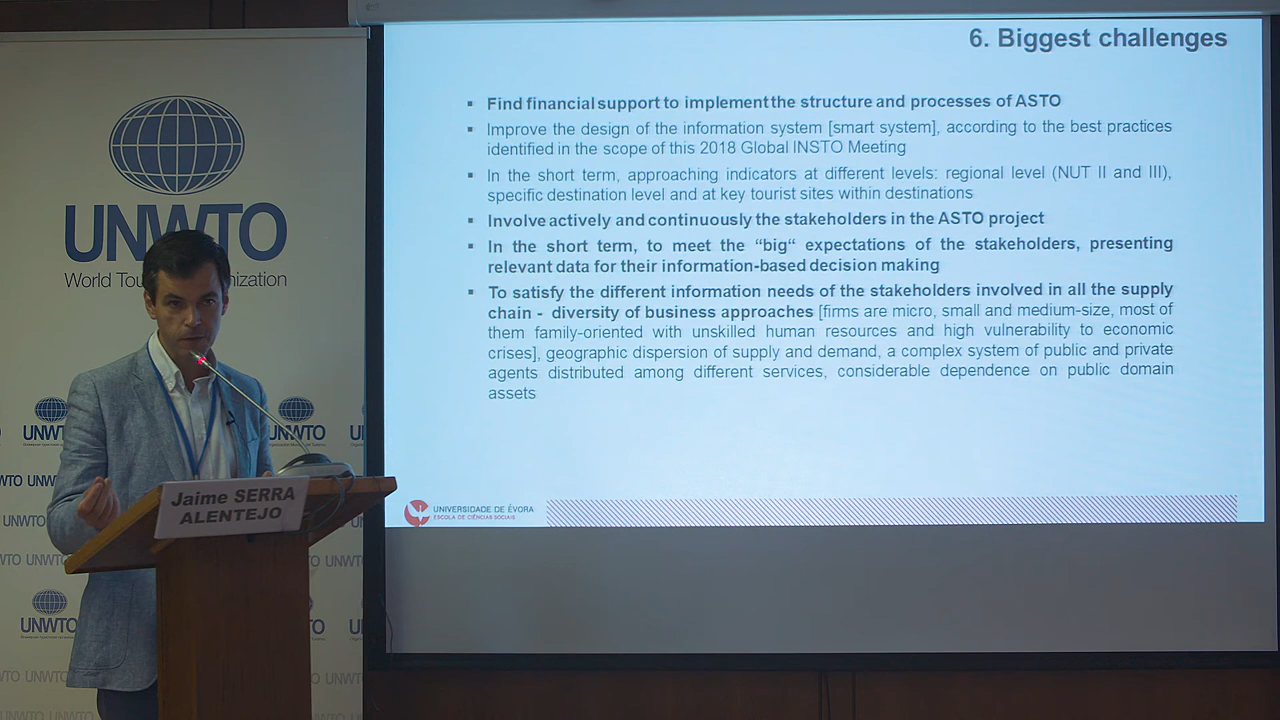 6. Biggest challenges
▪ Find financial support to implement the structure and processes of ASTO
▪ Improve the design of the information system [smart system], according to the best practices
identified in the scope of this 2018 Global INSTO Meeting
▪ In the short term, approaching indicators at different levels: regional level (NUT II and III),
specific destination level and at key tourist sites within destinations
▪ Involve actively and continuously the stakeholders in the ASTO project
▪ In the short term, to meet the “big“ expectations of the stakeholders, presenting
relevant data for their information-based decision making
▪ To satisfy the different information needs of the stakeholders involved in all the supply
chain - diversity of business approaches [firms are micro, small and medium-size, most of
them family-oriented with unskilled human resources and high vulnerability to economic
crises], geographic dispersion of supply and demand, a complex system of public and private
agents distributed among different services, considerable dependence on public domain
assets
UNIVERSIDADE DE ÉVORA
ESCOLA DE CIÊNCIAS SOCIAIS
UNWTO
World
Jaime SERRA
ALENTEJO
UNWTO
UNWTO
UNWTO
UNWTO
UNWTO